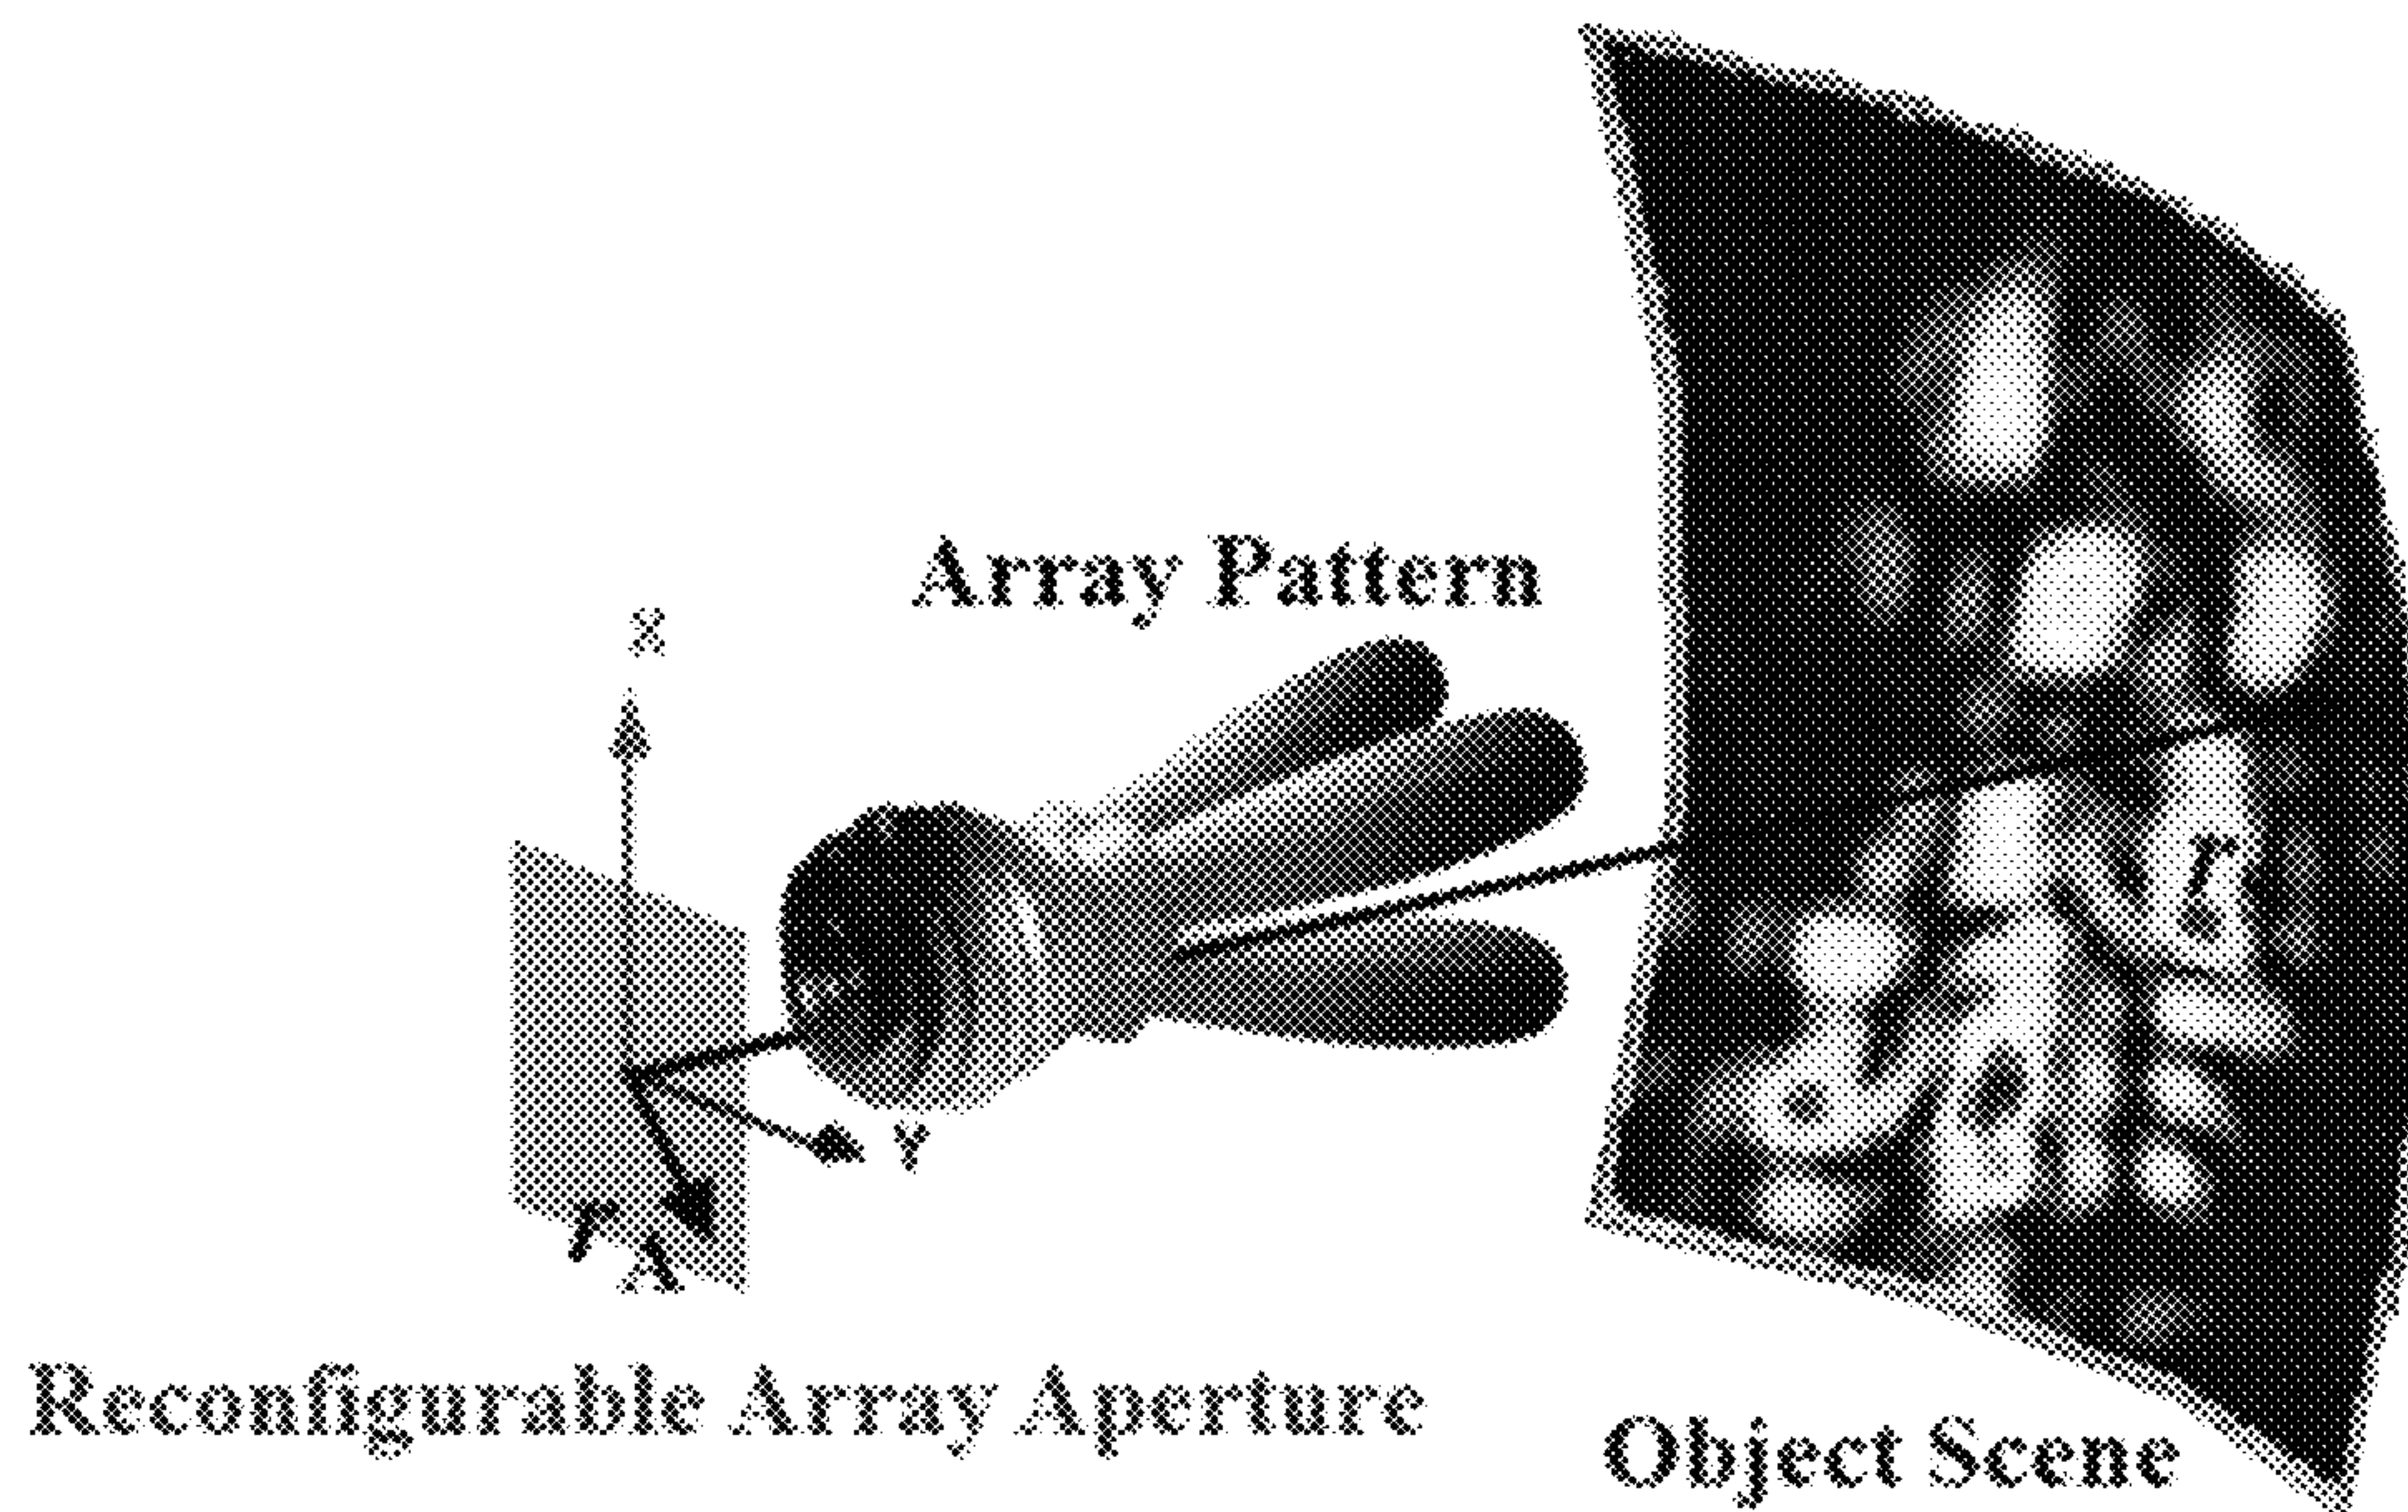 Array Pattern
Y
r
r
Reconfigurable Array Aperture
Object Scene